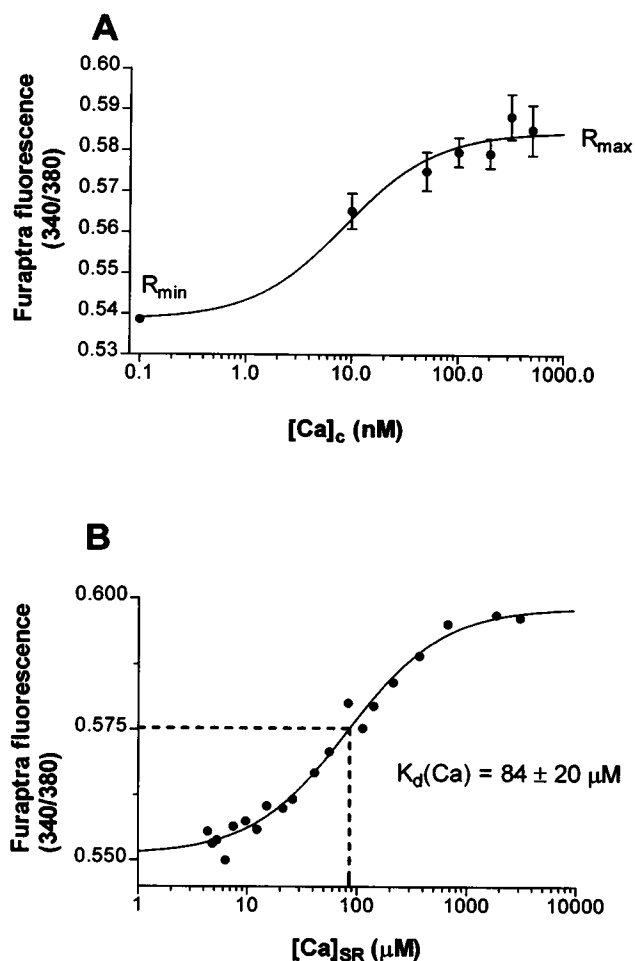 A
Furaptra fluorescence
(340/380)
0.60
0.59
0.58
0.57
0.56
0.55
0.54
0.53
Rmin
Rmax
0.1
1.0
10.0
100.0
1000.0
[Ca]c (nM)
B
Furaptra fluorescence
(340/380)
0.600
0.575
0.550
Kd(Ca) = 84 ± 20 μM
1
10
100
1000
10000
[Ca]SR (μM)